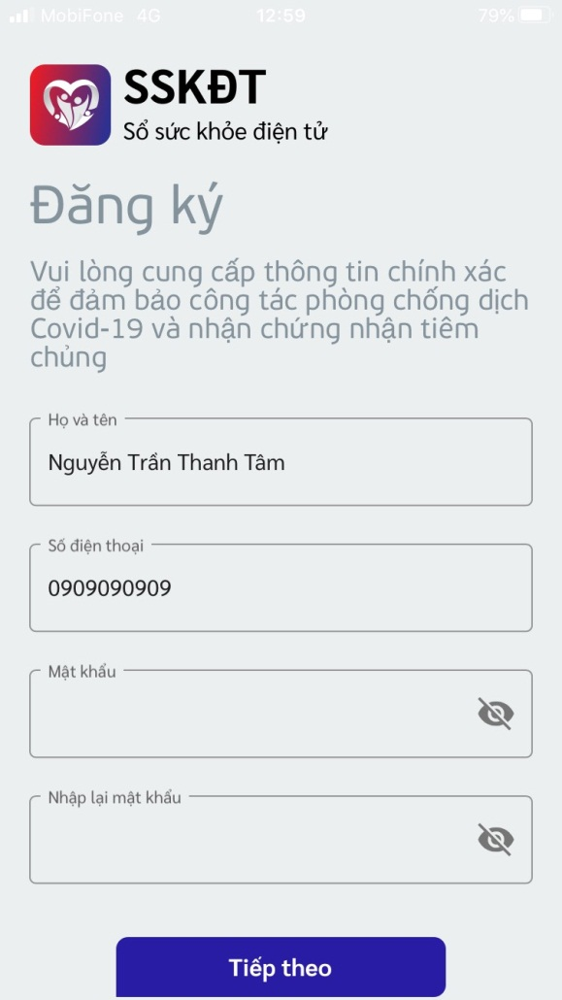 MobiFone 4G 12:59 79%
SSKĐT
Sổ sức khỏe điện tử
Đăng ký
Vui lòng cung cấp thông tin chính xác
để đảm bảo công tác phòng chống dịch
Covid-19 và nhận chứng nhận tiêm
chủng
Họ và tên
Nguyễn Trần Thanh Tâm
Số điện thoại
0909090909
Mật khẩu
Nhập lại mật khẩu
Tiếp theo